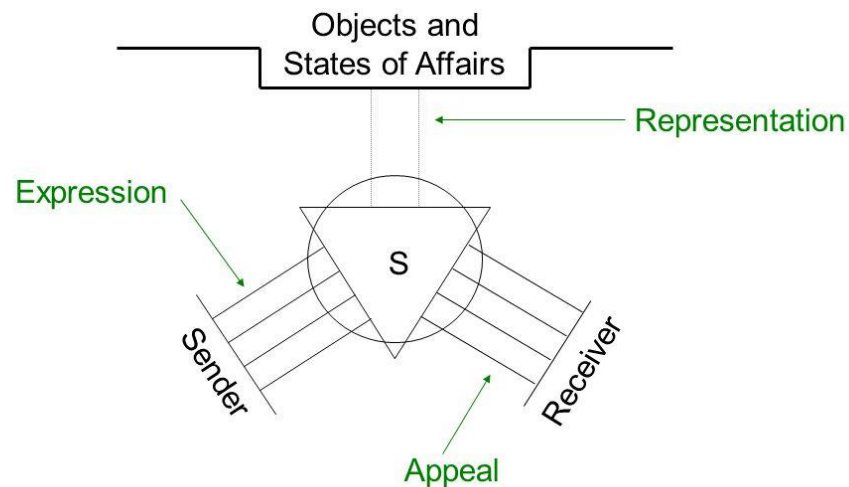 Objects and
States of Affairs
Representation
Expression
S
Sender
Receiver
Appeal